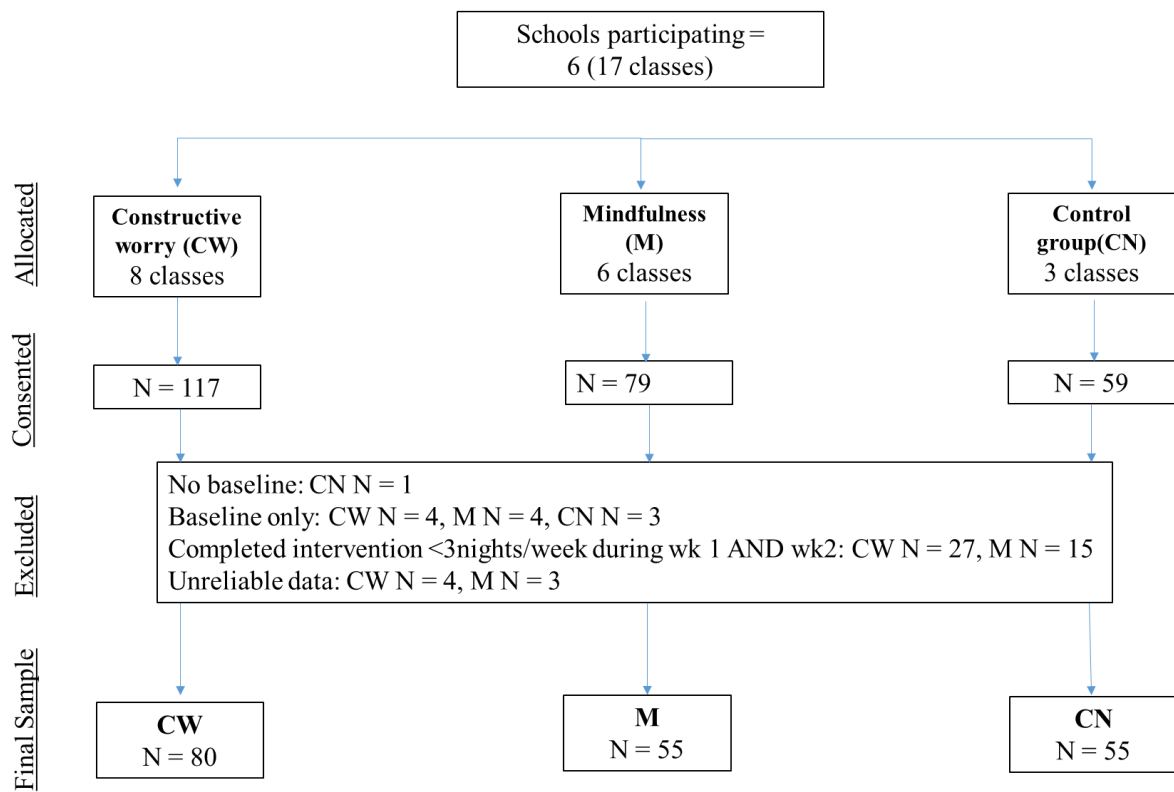 Schools participating =
6 (17 classes)
Allocated
Constructive
worry (CW)
8 classes
Mindfulness
(M)
6 classes
Control
group(CN)
3 classes
Consented
N = 117
N = 79
N = 59
Excluded
No baseline: CN N = 1
Baseline only: CW N = 4, M N = 4, CN N = 3
Completed intervention <3nights/week during wk 1 AND wk2: CW N = 27, M N = 15
Unreliable data: CW N = 4, M N = 3
Final Sample
CW
N = 80
M
N = 55
CN
N = 55